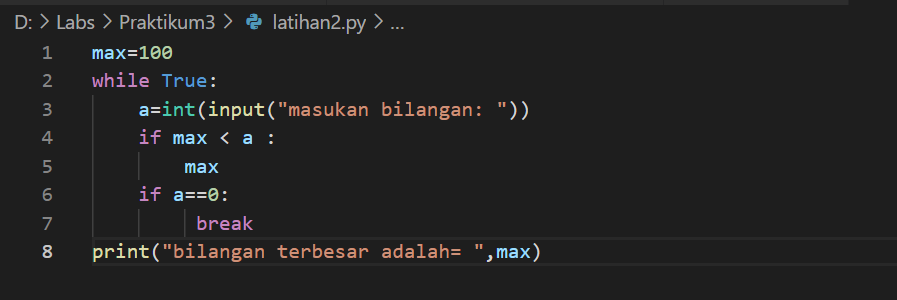 D: > Labs > Praktikum3 > latihan2.py > ...
1 max=100
2 while True:
3     a=int(input("masukan bilangan: "))
4     if max < a :
5         max
6     if a==0:
7          break
8 print("bilangan terbesar adalah= ",max)